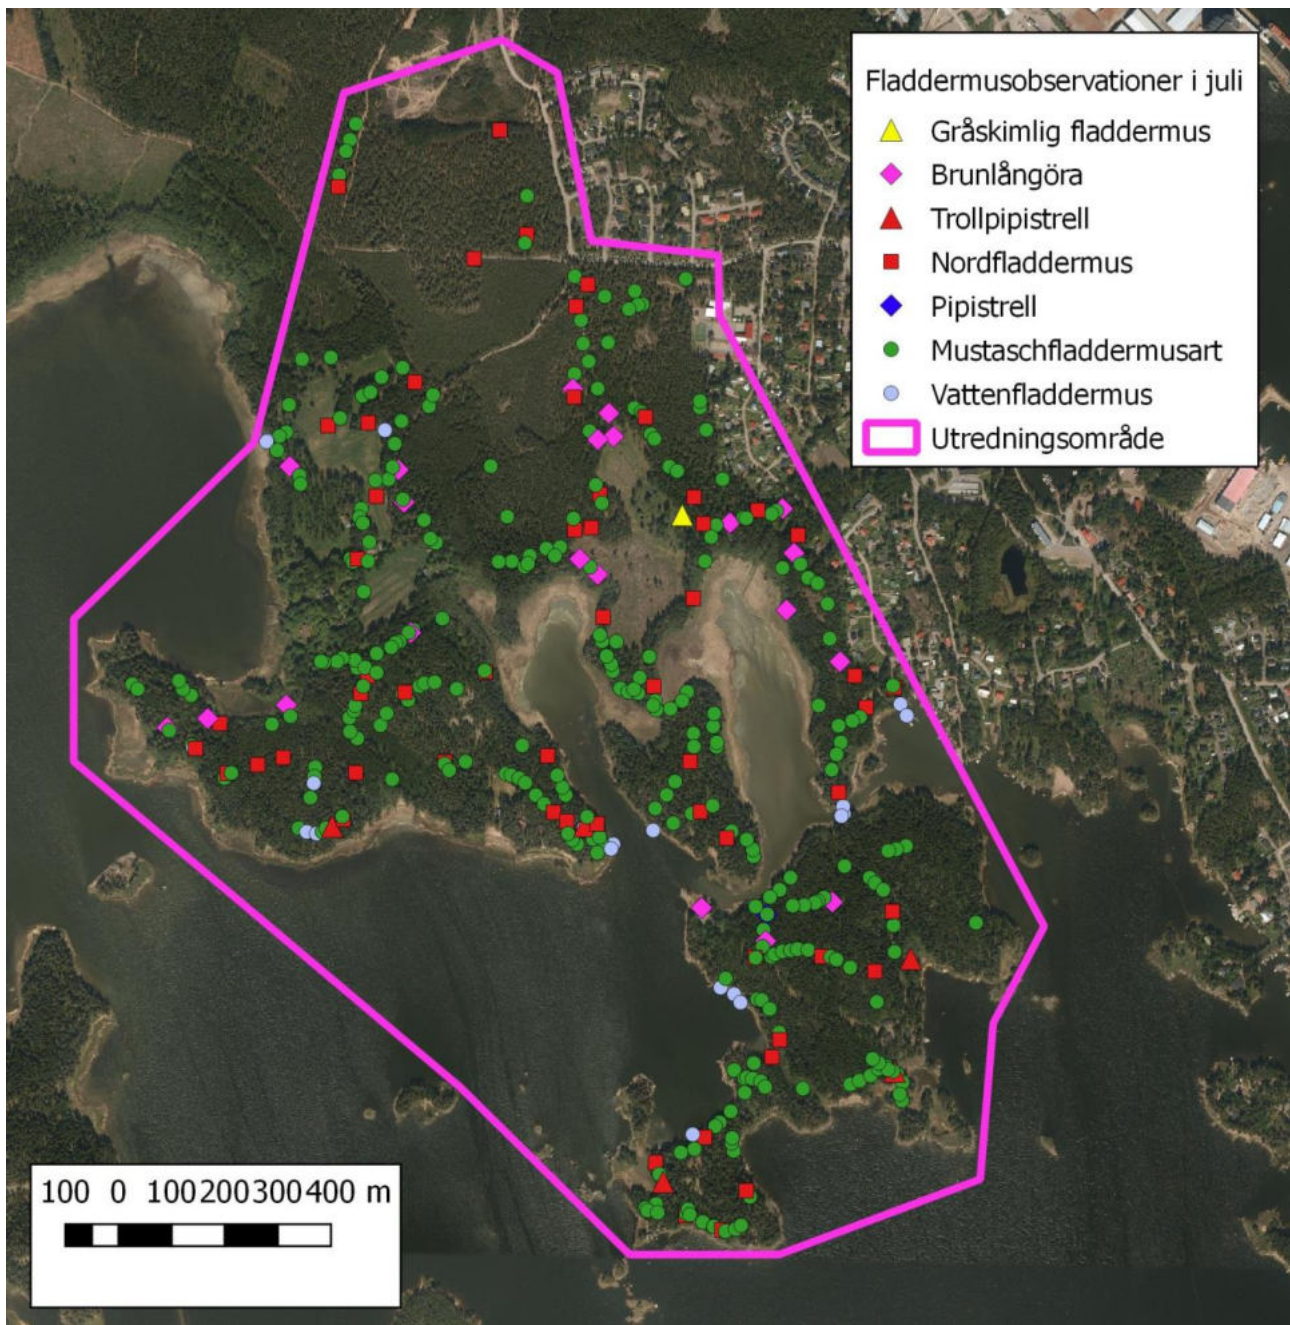 Fladdermusobservationer i juli
Gråskimlig fladdermus
Brunlångöra
Trollpipistrell
Nordfladdermus
Pipistrell
Mustaschfladdermusart
Vattenfladdermus
Utredningsområde
100 0 100200300400 m